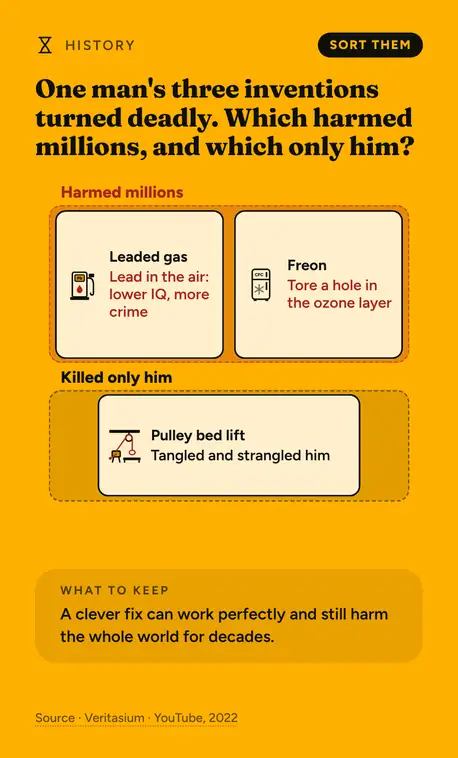 HISTORY
SORT THEM
One man's three inventions
turned deadly. Which harmed
millions, and which only him?
Harmed millions
Leaded gas
Lead in the air:
lower IQ, more
crime
CFC
Freon
Tore a hole in
the ozone layer
Killed only him
Pulley bed lift
Tangled and strangled him
WHAT TO KEEP
A clever fix can work perfectly and still harm
the whole world for decades.
Source · Veritasium · YouTube, 2022